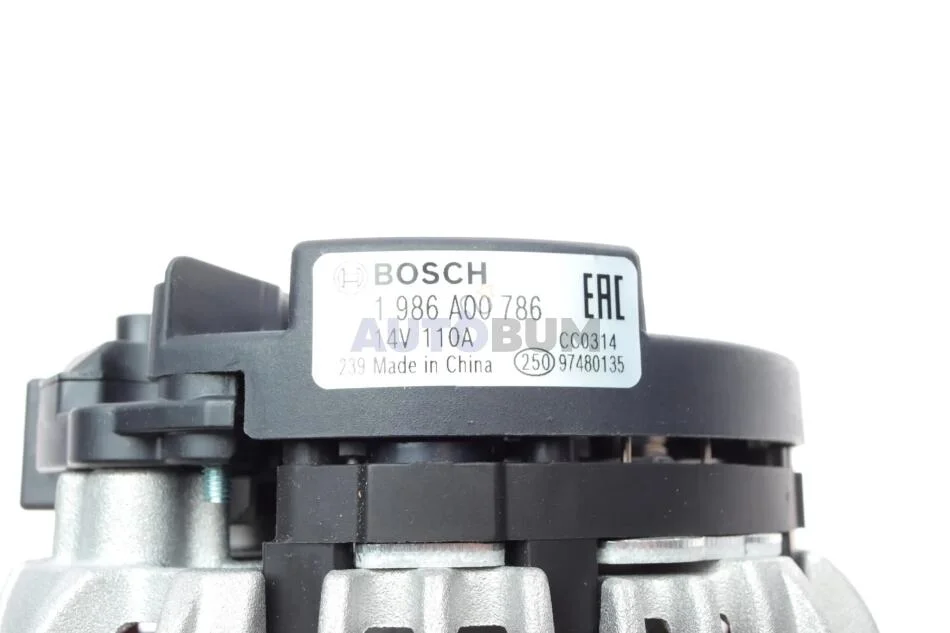 BOSCH
1 986 A00 786
EAC
AUTOBUM
14V 110A
CC0314
239 Made in China
250 97480135